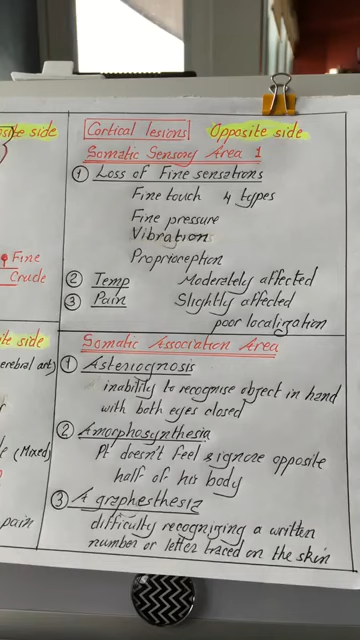 site side
Fine
Crude
Cortical lesions Opposite side
Somatic Sensory Area 1
① Loss of Fine sensations
Fine touch 4 types
Fine pressure
Vibration
Proprioception
② Temp Moderately affected
③ Pain Slightly affected
poor localization
ite side
erebral art)
(Mixed)
pain
Somatic Association Area
① Asteriognosis
inability to recognise object in hand
with both eyes closed
② Amorphosynthesia
Pt doesn't feel & ignore opposite
half of his body
③ Agraphesthesia
difficulty recognizing a written
number or letter traced on the skin